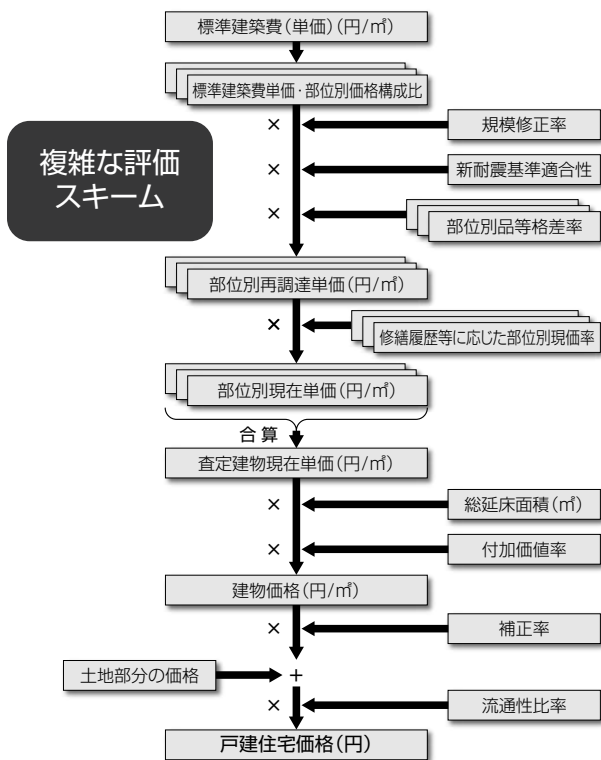 標準建築費(単価)(円/㎡)
標準建築費単価・部位別価格構成比
複雑な評価
スキーム
×
規模修正率
×
新耐震基準適合性
×
部位別品等格差率
部位別再調達単価(円/㎡)
×
修繕履歴等に応じた部位別現価率
部位別現在単価(円/㎡)
合算
査定建物現在単価(円/㎡)
×
総延床面積(㎡)
×
付加価値率
建物価格(円/㎡)
×
補正率
土地部分の価格
+
×
流通性比率
戸建住宅価格(円)